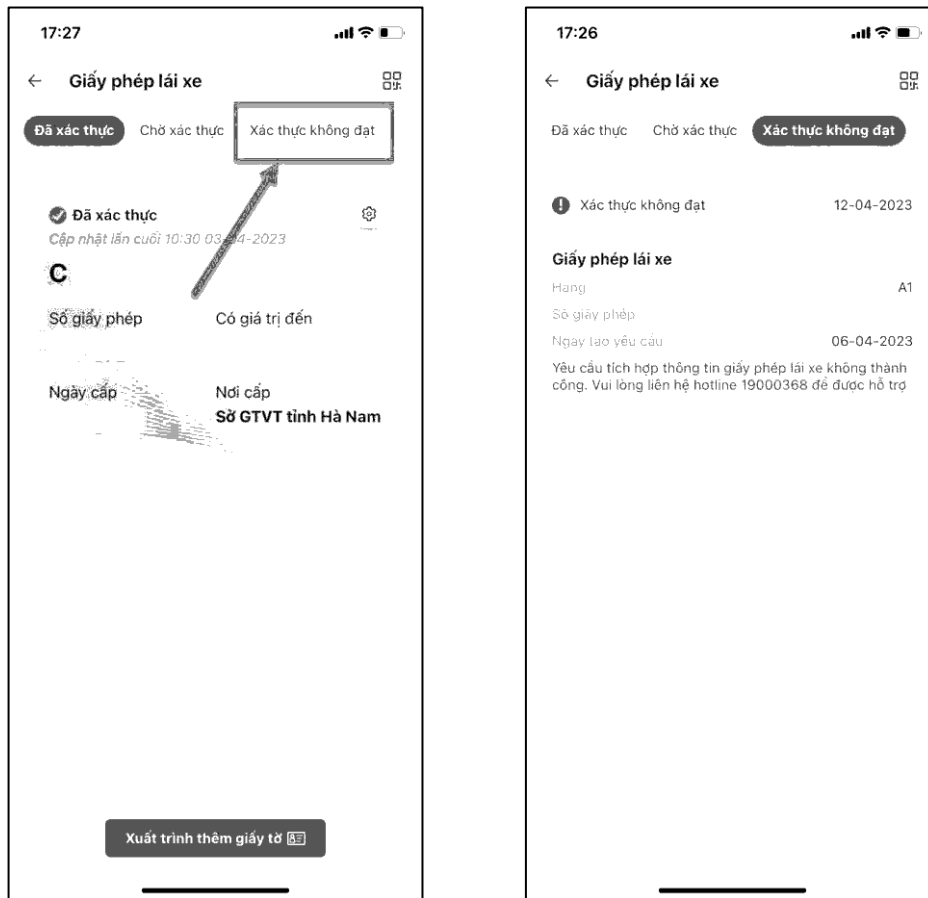 17:27
Giấy phép lái xe
Đã xác thực Chờ xác thực Xác thực không đạt
Đã xác thực
Cập nhật lần cuối 10:30 03-04-2023
C
Số giấy phép Có giá trị đến
Ngày cấp Nơi cấp
Sở GTVT tỉnh Hà Nam
Xuất trình thêm giấy tờ
17:26
Giấy phép lái xe
Đã xác thực Chờ xác thực Xác thực không đạt
Xác thực không đạt 12-04-2023
Giấy phép lái xe
Hạng A1
Số giấy phép
Ngày tạo yêu cầu 06-04-2023
Yêu cầu tích hợp thông tin giấy phép lái xe không thành
công. Vui lòng liên hệ hotline 19000368 để được hỗ trợ